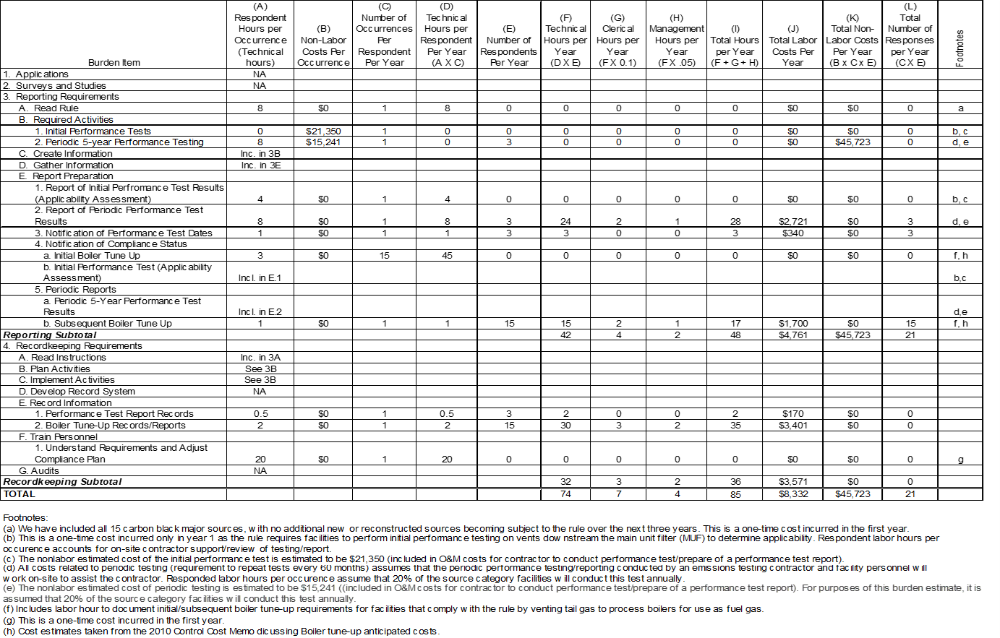 Burden Item | (A) Respondent Hours per Occurrence (Technical hours) | (B) Non-Labor Costs Per Occurrence | (C) Number of Occurrences Per Respondent Per Year | (D) Technical Hours per Respondent Per Year (A X C) | (E) Number of Respondents Per Year | (F) Technical Hours per Year (D X E) | (G) Clerical Hours per Year (F X 0.1) | (H) Management Hours per Year (F X .05) | (I) Total Hours per Year (F + G + H) | (J) Total Labor Costs Per Year | (K) Total Non-Labor Costs Per Year (B x C x E) | (L) Total Number of Responses per Year (C X E) | Footnotes
1. Applications NA
2. Surveys and Studies NA
3. Reporting Requirements
A. Read Rule 8 $0 1 8 0 0 0 0 0 $0 $0 0 a
B. Required Activities
1. Initial Performance Tests 0 $21,350 1 0 0 0 0 0 0 $0 $0 0 b, c
2. Periodic 5-year Performance Testing 8 $15,241 1 0 3 0 0 0 0 $0 $45,723 0 d, e
C. Create Information Inc. in 3B
D. Gather Information Inc. in 3E
E. Report Preparation
1. Report of Initial Perfromance Test Results
(Applicability Assessment) 4 $0 1 4 0 0 0 0 0 $0 $0 0 b, c
2. Report of Periodic Performance Test
Results 8 $0 1 8 3 24 2 1 28 $2,721 $0 3 d, e
3. Notification of Performance Test Dates 1 $0 1 1 3 3 0 0 3 $340 $0 3
4. Notification of Compliance Status
a. Initial Boiler Tune Up 3 $0 15 45 0 0 0 0 0 $0 $0 0 f, h
b. Initial Performance Test (Applicability
Assessment) Incl. in E.1 b,c
5. Periodic Reports
a. Periodic 5-Year Performance Test
Results Incl. in E.2 d,e
b. Subsequent Boiler Tune Up 1 $0 1 1 15 15 2 1 17 $1,700 $0 15 f, h
Reporting Subtotal 42 4 2 48 $4,761 $45,723 21
4. Recordkeeping Requirements
A. Read Instructions Inc. in 3A
B. Plan Activities See 3B
C. Implement Activities See 3B
D. Develop Record System NA
E. Record Information
1. Performance Test Report Records 0.5 $0 1 0.5 3 2 0 0 2 $170 $0 0
2. Boiler Tune-Up Records/Reports 2 $0 1 2 15 30 3 2 35 $3,401 $0 0
F. Train Personnel
1. Understand Requirements and Adjust
Compliance Plan 20 $0 1 20 0 0 0 0 0 $0 $0 0 g
G. Audits NA
Recordkeeping Subtotal 32 3 2 36 $3,571 $0 0
TOTAL 74 7 4 85 $8,332 $45,723 21
Footnotes:
(a) We have included all 15 carbon black major sources, with no additional new or reconstructed sources becoming subject to the rule over the next three years. This is a one-time cost incurred in the first year.
(b) This is a one-time cost incurred only in year 1 as the rule requires facilities to perform initial performance testing on vents downstream the main unit filter (MUF) to determine applicability. Respondent labor hours per
occurence accounts for on-site contractor support/review of testing/report.
(c) The nonlabor estimated cost of the initial performance test is estimated to be $21,350 (included in O&M costs for contractor to conduct performance test/prepare of a performance test report).
(d) All costs related to periodic testing (requirement to repeat tests every 60 months) assumes that the periodic performance testing/reporting conducted by an emissions testing contractor and facility personnel will
work on-site to assist the contractor. Responded labor hours per occurence assume that 20% of the source category facilities will conduct this test annually.
(e) The nonlabor estimated cost of periodic testing is estimated to be $15,241 ((included in O&M costs for contractor to conduct performance test/prepare of a performance test report). For purposes of this burden estimate, it is
assumed that 20% of the source category facilities will conduct this test annually.
(f) Includes labor hour to document initial/subsequent boiler tune-up requirements for facilities that comply with the rule by venting tail gas to process boilers for use as fuel gas.
(g) This is a one-time cost incurred in the first year.
(h) Cost estimates taken from the 2010 Control Cost Memo dicussing Boiler tune-up anticipated costs.